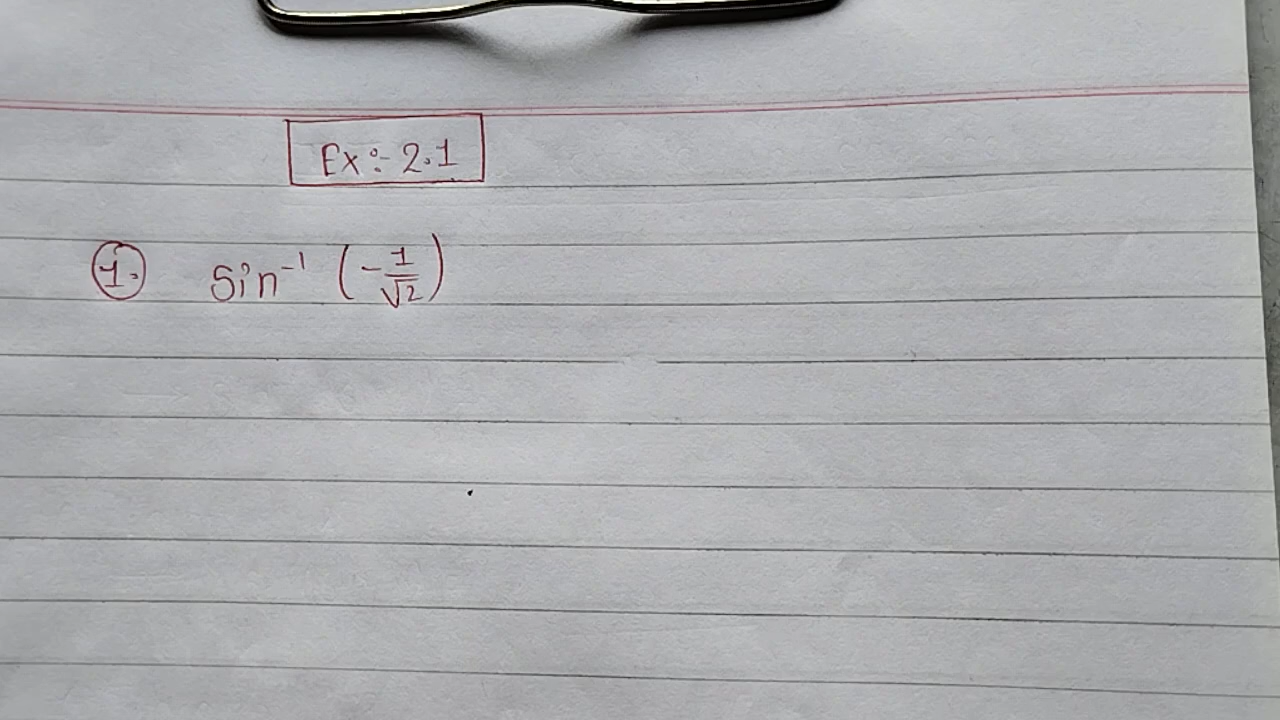 Ex:- 2.1
1. Sin⁻¹ (-1/√2)